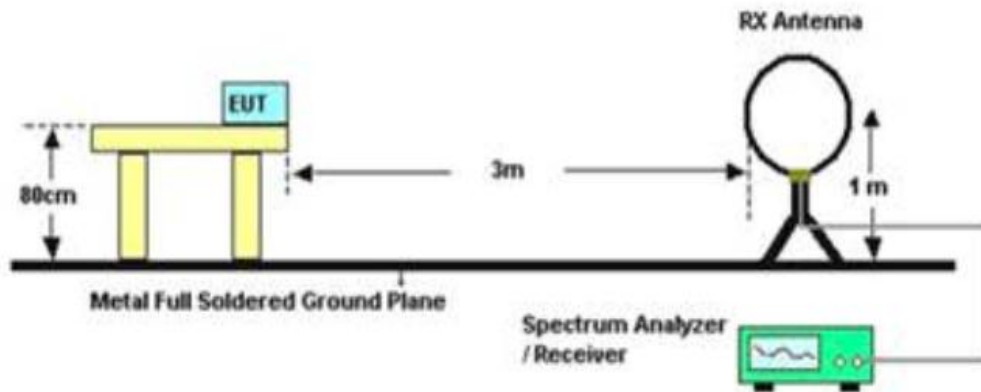 RX Antenna
EUT
3m
80cm
1 m
Metal Full Soldered Ground Plane
Spectrum Analyzer
/ Receiver